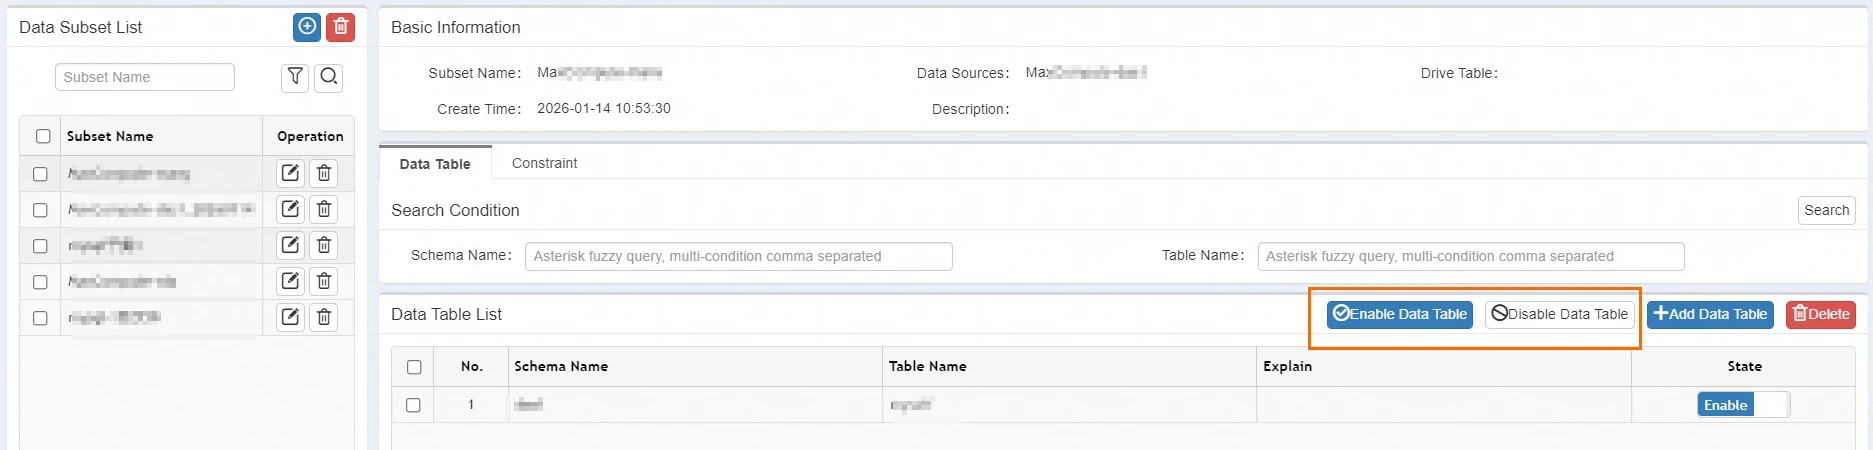 Data Subset List
Subset Name
Subset Name Operation
Basic Information
Subset Name: Data Sources: Drive Table:
Create Time: 2026-01-14 10:53:30 Description:
Data Table Constraint
Search Condition Search
Schema Name: Asterisk fuzzy query, multi-condition comma separated Table Name: Asterisk fuzzy query, multi-condition comma separated
Data Table List Enable Data Table Disable Data Table Add Data Table Delete
No. Schema Name Table Name Explain State
1 Enable